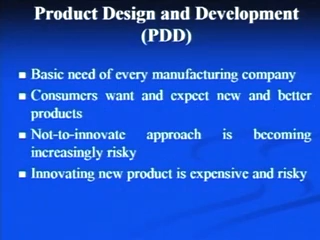 Product Design and Development
(PDD)
Basic need of every manufacturing company
Consumers want and expect new and better
products
Not-to-innovate approach is becoming
increasingly risky
Innovating new product is expensive and risky